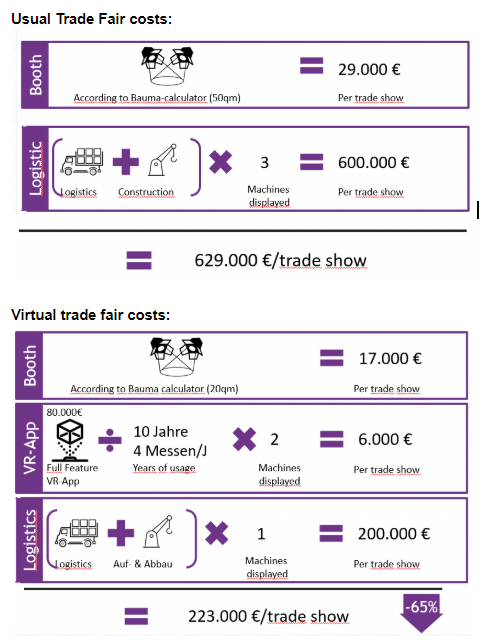 Usual Trade Fair costs:
Booth
According to Bauma-calculator (50qm)
= 29.000 €
Per trade show
Logistic
Logistics
+
Construction
× 3
Machines
displayed
= 600.000 €
Per trade show
= 629.000 €/trade show
Virtual trade fair costs:
Booth
According to Bauma calculator (20qm)
= 17.000 €
Per trade show
VR-App
80.000€
Full Feature
VR-App
÷
10 Jahre
4 Messen/J
Years of usage
× 2
Machines
displayed
= 6.000 €
Per trade show
Logistics
Logistics
+
Auf- & Abbau
× 1
Machines
displayed
= 200.000 €
Per trade show
= 223.000 €/trade show
-65%